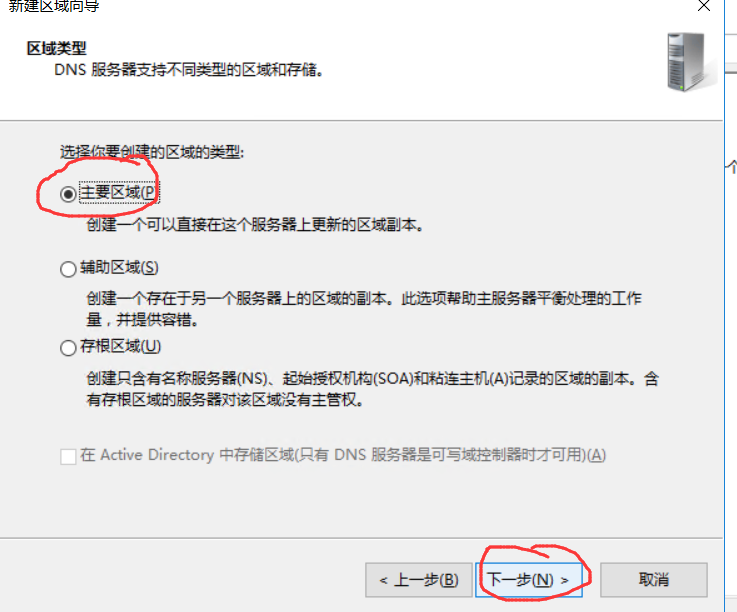 新建区域向导
区域类型
DNS 服务器支持不同类型的区域和存储。
选择你要创建的区域的类型:
主要区域(P)
创建一个可以直接在这个服务器上更新的区域副本。
辅助区域(S)
创建一个存在于另一个服务器上的区域的副本。此选项帮助主服务器平衡处理的工作
量，并提供容错。
存根区域(U)
创建只含有名称服务器(NS)、起始授权机构(SOA)和粘连主机(A)记录的区域的副本。含
有存根区域的服务器对该区域没有主管权。
在 Active Directory 中存储区域(只有 DNS 服务器是可写域控制器时才可用)(A)
< 上一步(B)
下一步(N) >
取消
个